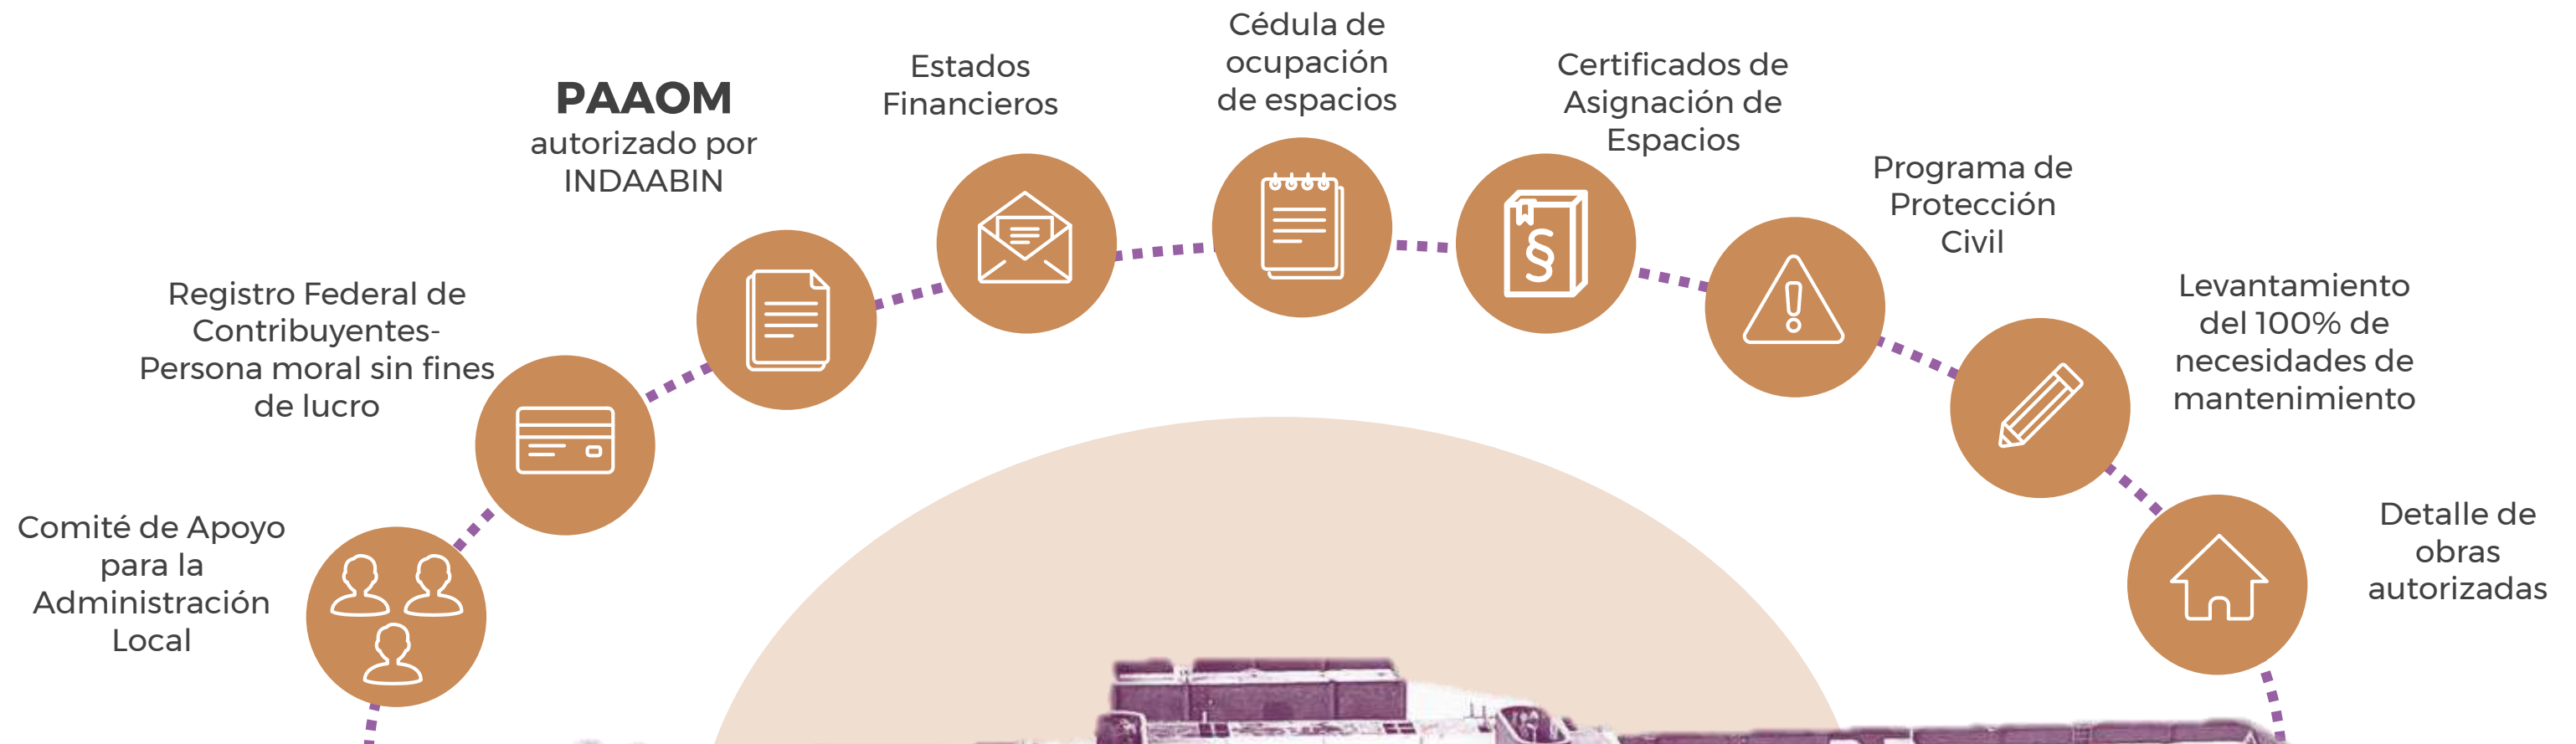 Comité de Apoyo
para la
Administración
Local
Registro Federal de
Contribuyentes-
Persona moral sin fines
de lucro
PAAOM
autorizado por
INDAABIN
Estados
Financieros
Cédula de
ocupación
de espacios
Certificados de
Asignación de
Espacios
Programa de
Protección
Civil
Levantamiento
del 100% de
necesidades de
mantenimiento
Detalle de
obras
autorizadas